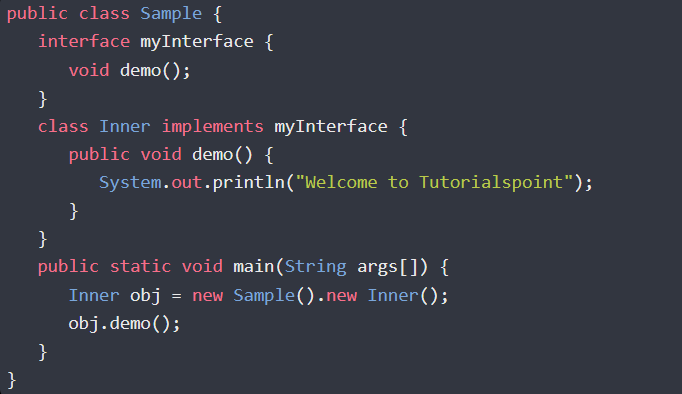 public class Sample {
   interface myInterface {
      void demo();
   }
   class Inner implements myInterface {
      public void demo() {
         System.out.println("Welcome to Tutorialspoint");
      }
   }
   public static void main(String args[]) {
      Inner obj = new Sample().new Inner();
      obj.demo();
   }
}